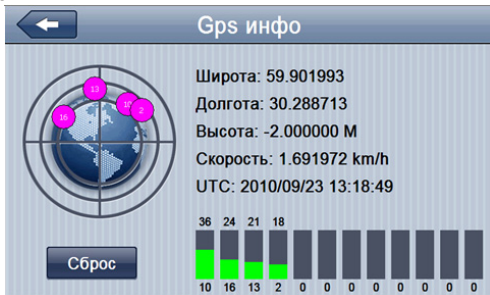 Gps инфо
Широта: 59.901993
Долгота: 30.288713
Высота: -2.000000 M
Скорость: 1.691972 km/h
UTC: 2010/09/23 13:18:49
13
10 2
16
36 24 21 18
10 16 13 2 0 0 0 0 0 0 0 0
Сброс